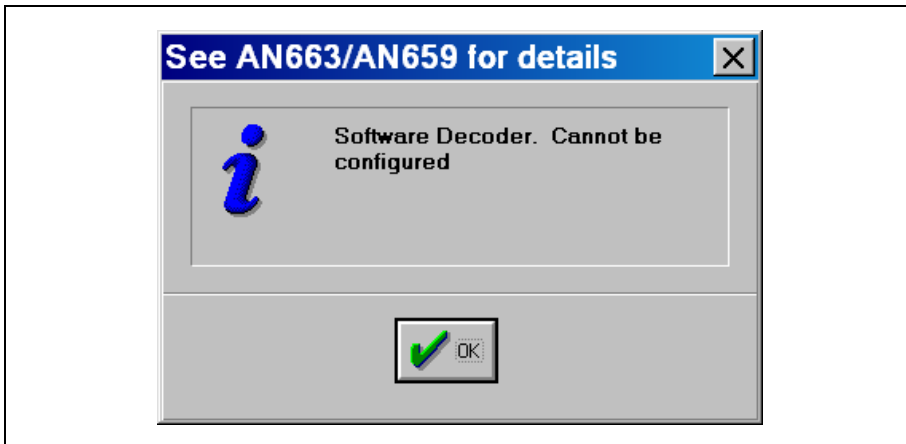 See AN663/AN659 for details
Software Decoder.  Cannot be
configured
OK